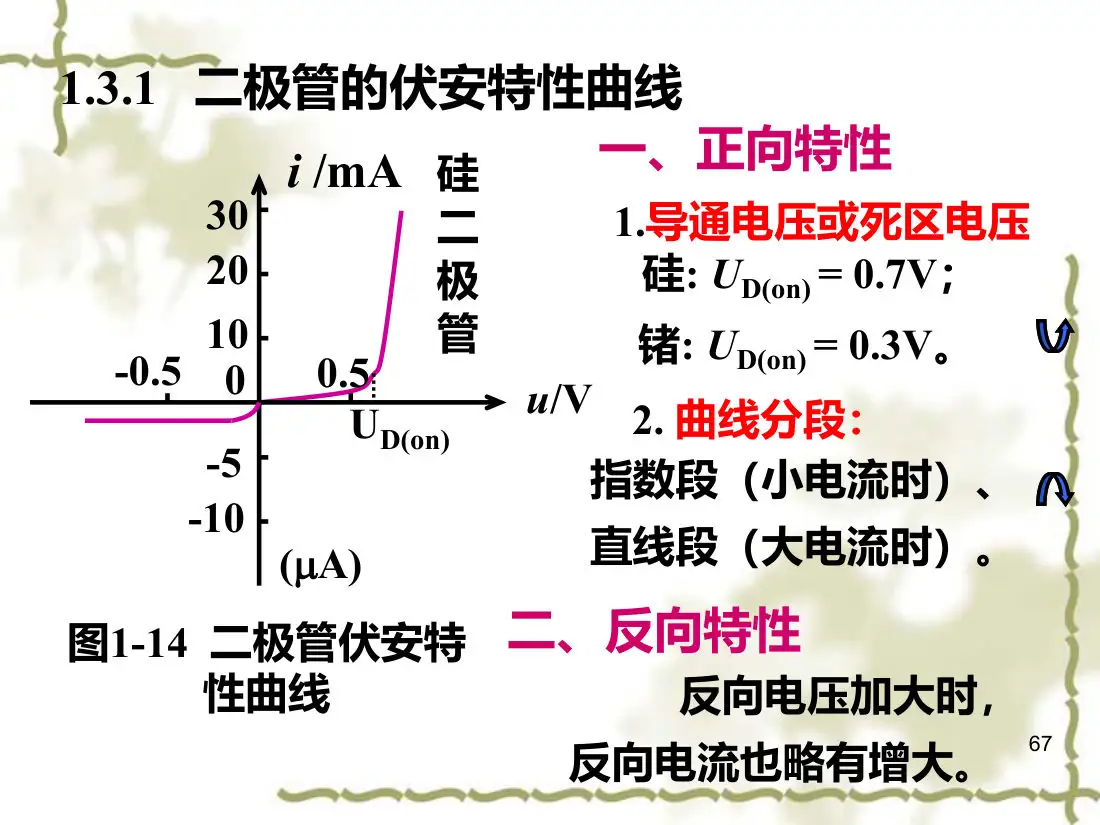 1.3.1 二极管的伏安特性曲线
i /mA
硅二极管
30
20
10
0
-0.5
0.5
u/V
UD(on)
-5
-10
(μA)
图1-14 二极管伏安特
性曲线
一、正向特性
1.导通电压或死区电压
硅: UD(on) = 0.7V；
锗: UD(on) = 0.3V。
2. 曲线分段：
指数段（小电流时）、
直线段（大电流时）。
二、反向特性
反向电压加大时，
反向电流也略有增大。
67